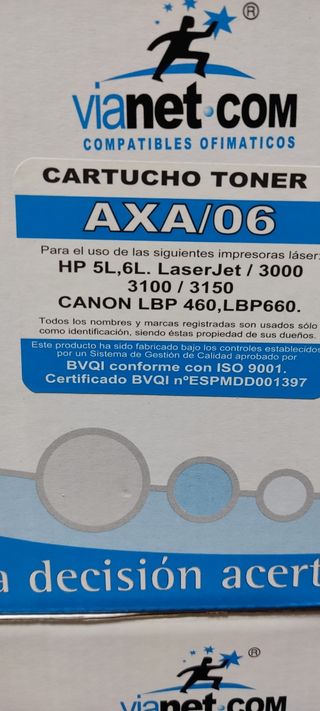 ®
vianet.com
COMPATIBLES OFIMATICOS
CARTUCHO TONER
AXA/06
Para el uso de las siguientes impresoras láser:
HP 5L,6L. LaserJet / 3000
3100 / 3150
CANON LBP 460,LBP660.
Todos los nombres y marcas registradas son usados sólo
como identificación, siendo éstas propiedad de sus dueños.
Este producto ha sido fabricado bajo los controles establecidos
por un Sistema de Gestión de Calidad aprobado por
BVQI conforme con ISO 9001.
Certificado BVQI nºESPMDD001397
a decisión acert
®
vianet.com